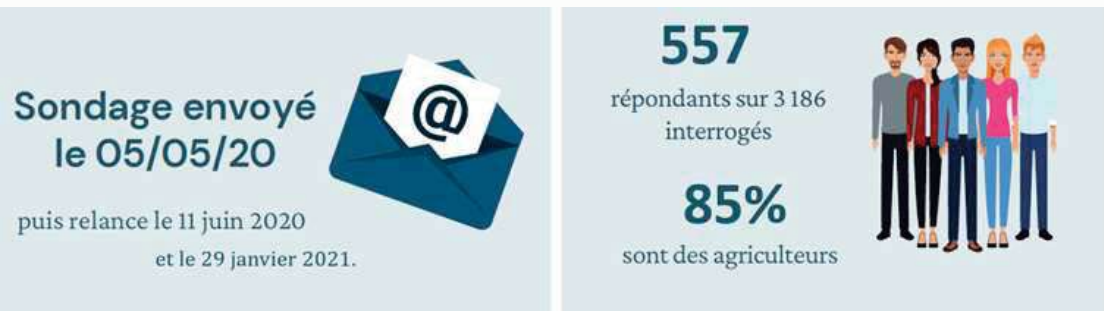 Sondage envoyé
le 05/05/20
puis relance le 11 juin 2020
et le 29 janvier 2021.
@
557
répondants sur 3 186
interrogés
85%
sont des agriculteurs